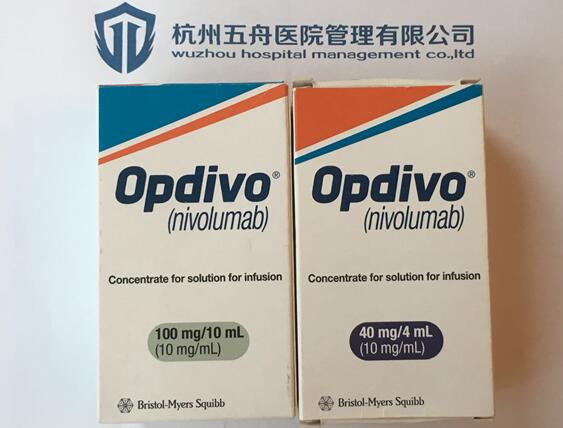 杭州五舟医院管理有限公司
wuzhou hospital management co.,ltd
Opdivo®
(nivolumab)
Concentrate for solution for infusion
100 mg/10 mL
(10 mg/mL)
Bristol-Myers Squibb
Opdivo®
(nivolumab)
Concentrate for solution for infusion
40 mg/4 mL
(10 mg/mL)
Bristol-Myers Squibb